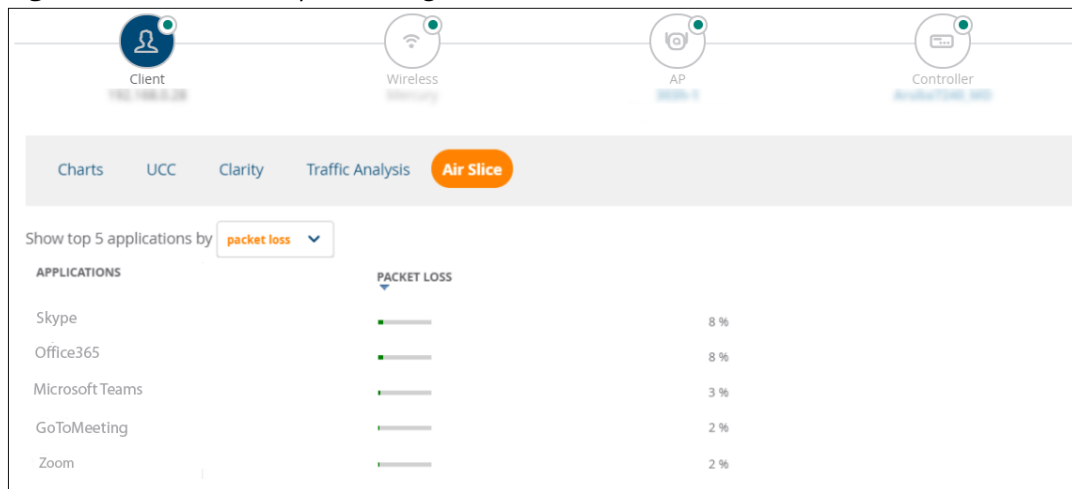 Client Wireless AP Controller
Charts UCC Clarity Traffic Analysis Air Slice
Show top 5 applications by packet loss
APPLICATIONS PACKET LOSS
Skype 8 %
Office365 8 %
Microsoft Teams 3 %
GoToMeeting 2 %
Zoom 2 %